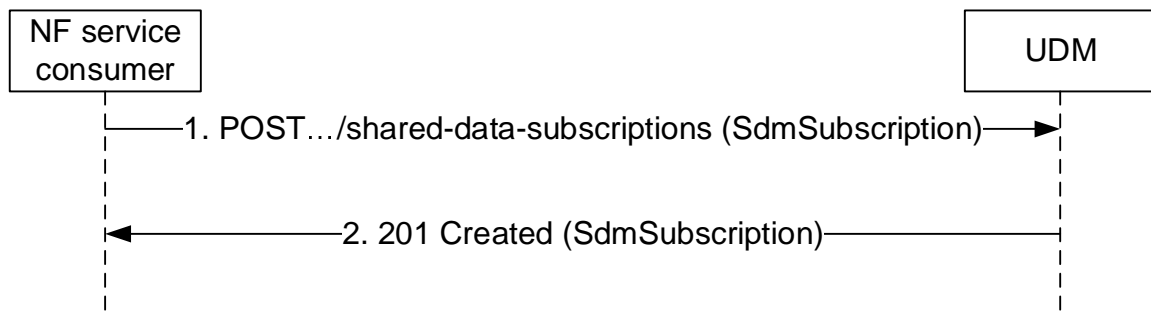 NF service
consumer
UDM
1. POST…/shared-data-subscriptions (SdmSubscription)
2. 201 Created (SdmSubscription)